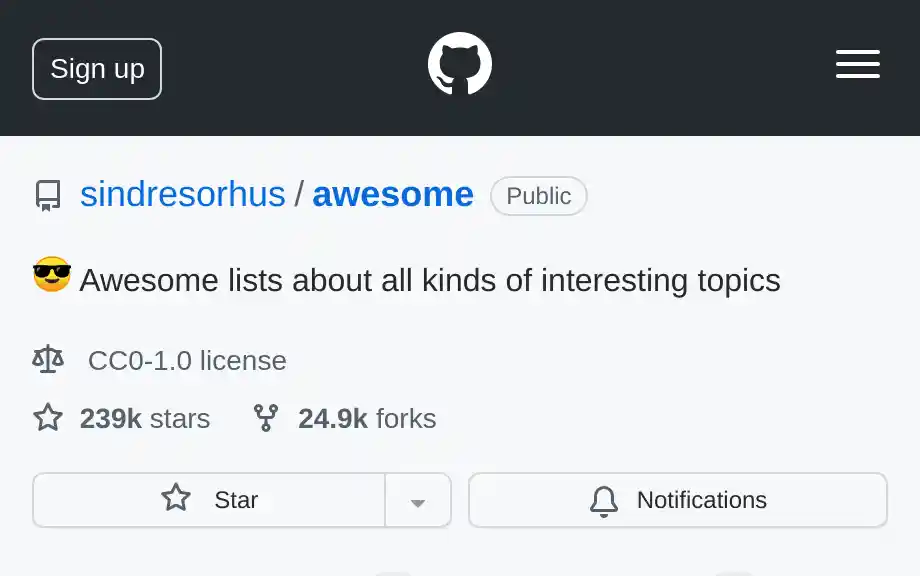 Sign up
sindresorhus / awesome Public
😎 Awesome lists about all kinds of interesting topics
CC0-1.0 license
239k stars 24.9k forks
Star Notifications